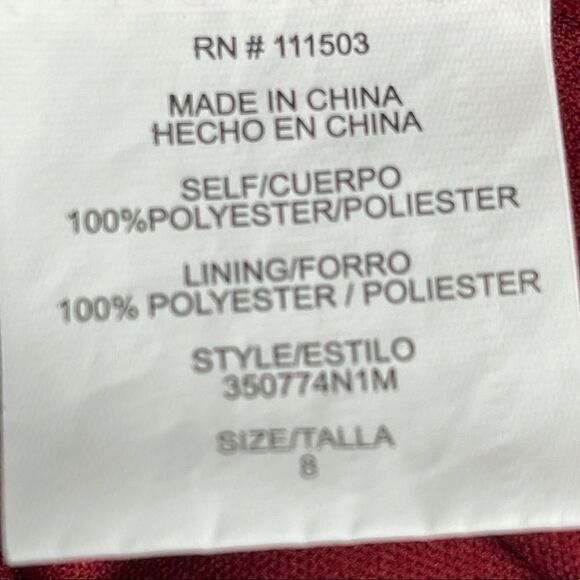 RN # 111503
MADE IN CHINA
HECHO EN CHINA
SELF/CUERPO
100%POLYESTER/POLIESTER
LINING/FORRO
100% POLYESTER / POLIESTER
STYLE/ESTILO
350774N1M
SIZE/TALLA
8